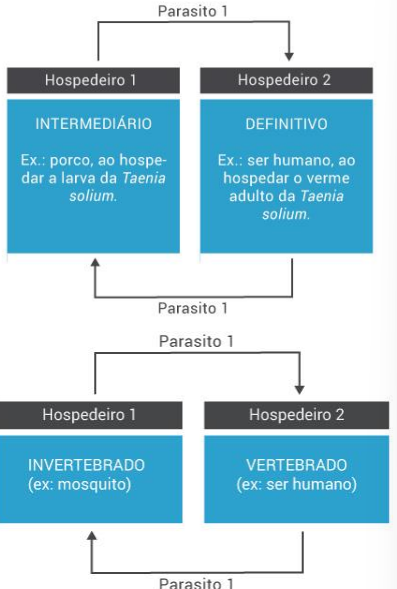 Parasito 1
Hospedeiro 1
Hospedeiro 2
INTERMEDIÁRIO
Ex.: porco, ao hospe-
dar a larva da Taenia
solium.
DEFINITIVO
Ex.: ser humano, ao
hospedar o verme
adulto da Taenia
solium.
Parasito 1
Parasito 1
Hospedeiro 1
Hospedeiro 2
INVERTEBRADO
(ex: mosquito)
VERTEBRADO
(ex: ser humano)
Parasito 1